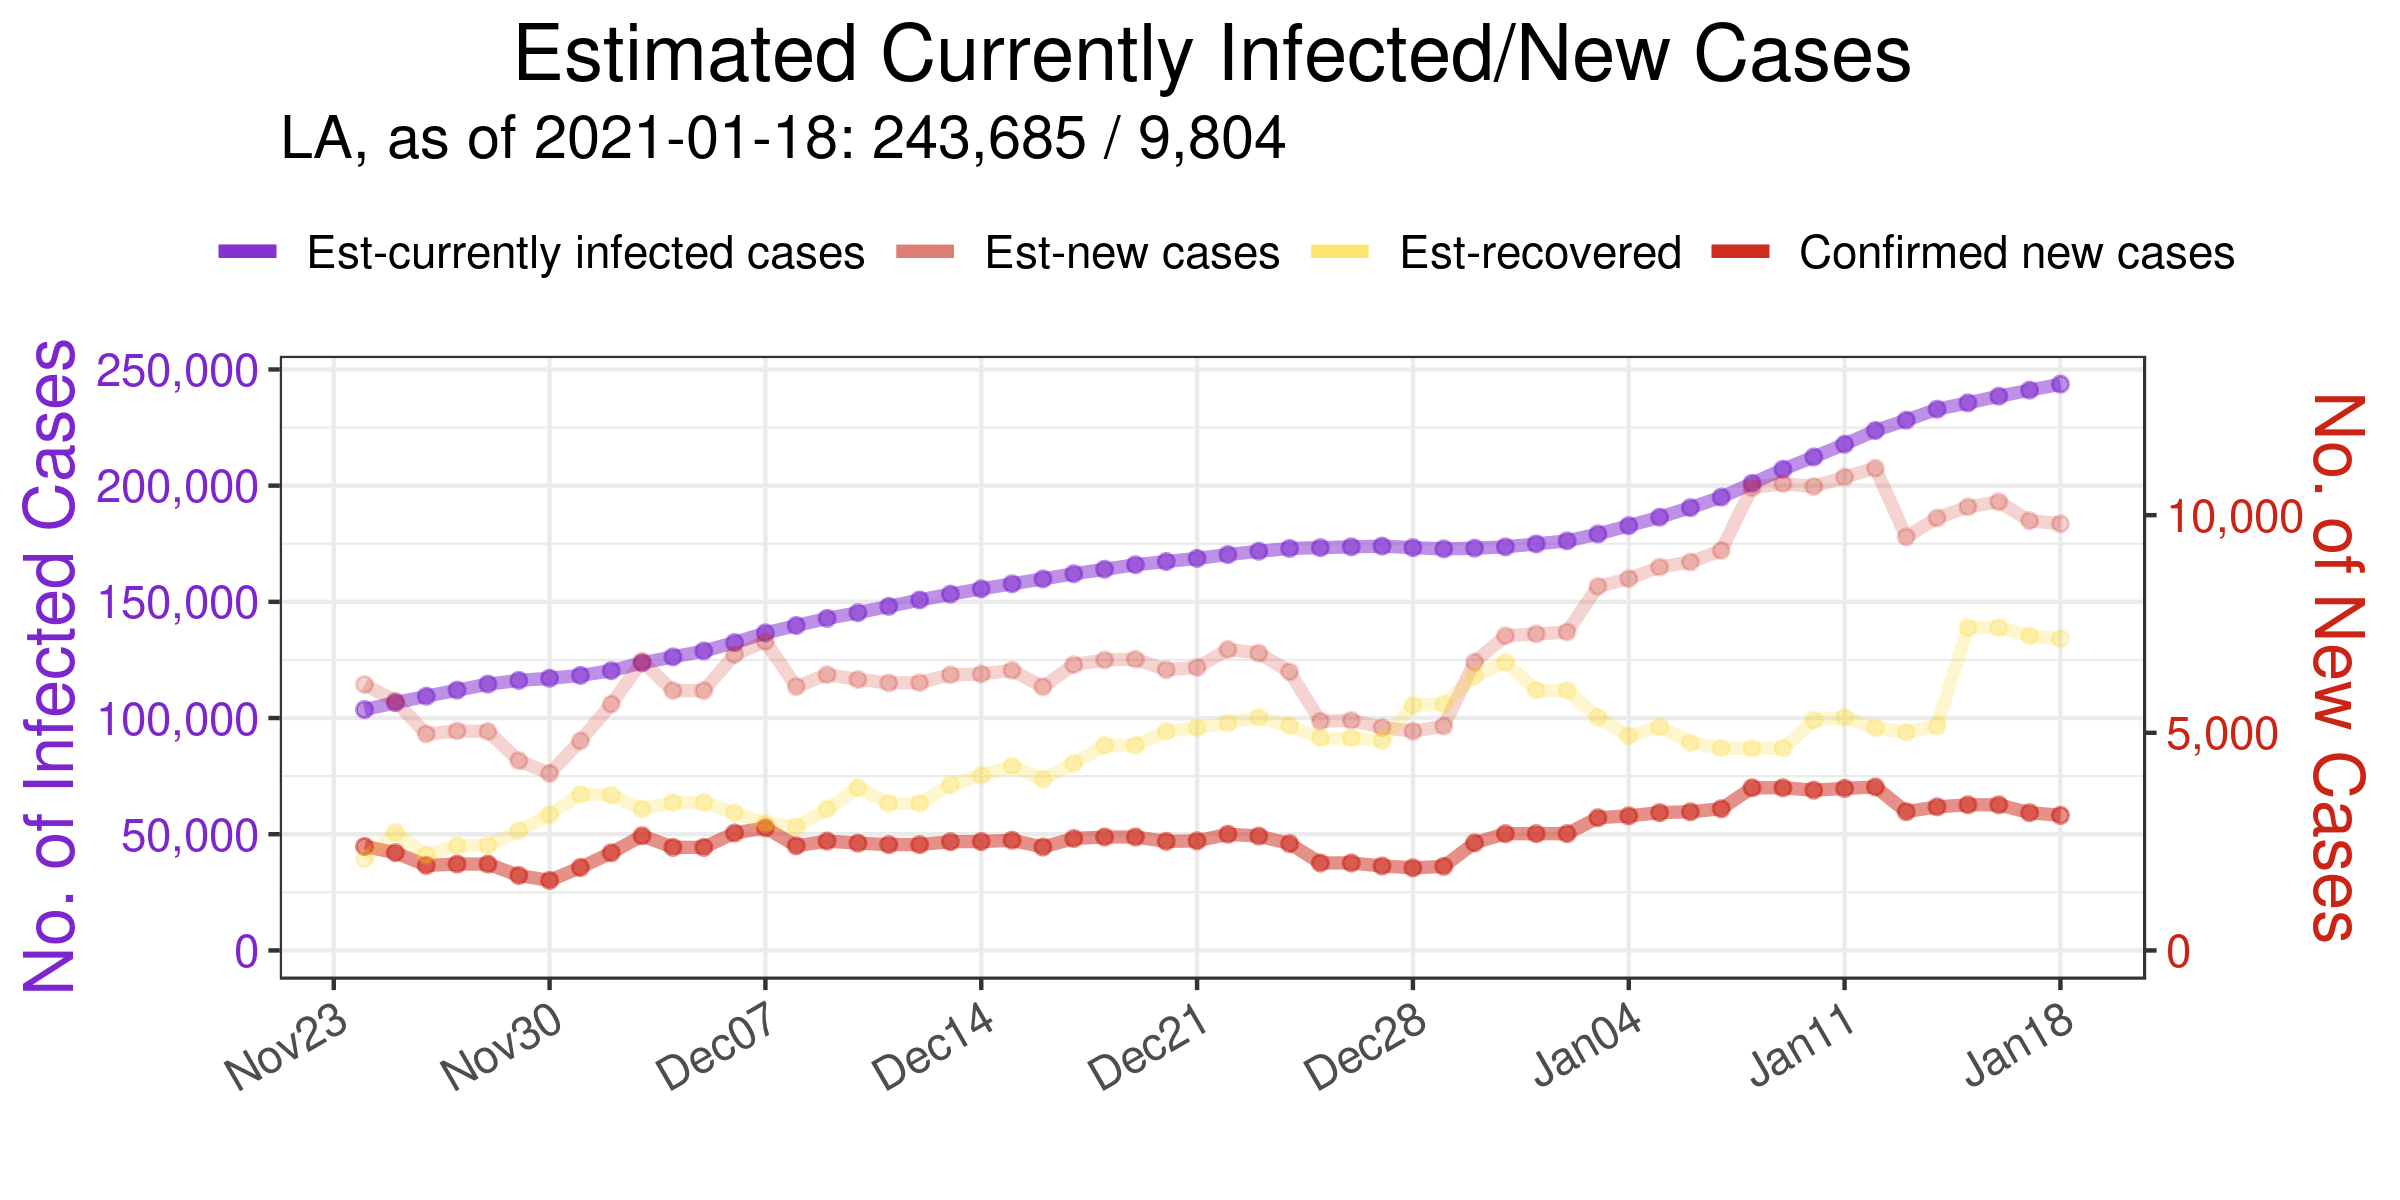 Estimated Currently Infected/New Cases
LA, as of 2021-01-18: 243,685 / 9,804
Est-currently infected cases Est-new cases Est-recovered Confirmed new cases
No. of Infected Cases
250,000
200,000
150,000
100,000
50,000
0
10,000
5,000
0
No. of New Cases
Nov23 Nov30 Dec07 Dec14 Dec21 Dec28 Jan04 Jan11 Jan18